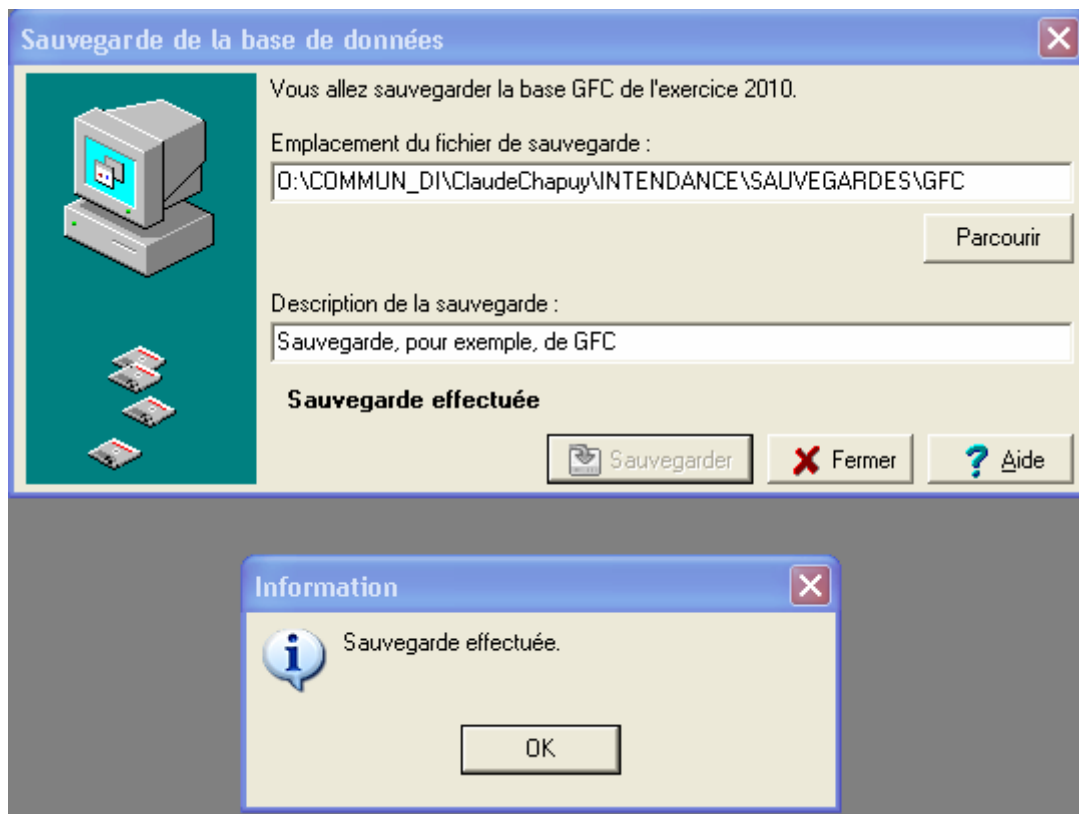 Sauvegarde de la base de données
Vous allez sauvegarder la base GFC de l'exercice 2010.
Emplacement du fichier de sauvegarde :
O:\COMMUN_DI\ClaudeChapuy\INTENDANCE\SAUVEGARDES\GFC
Parcourir
Description de la sauvegarde :
Sauvegarde, pour exemple, de GFC
Sauvegarde effectuée
Sauvegarder Fermer ? Aide
Information
Sauvegarde effectuée.
OK